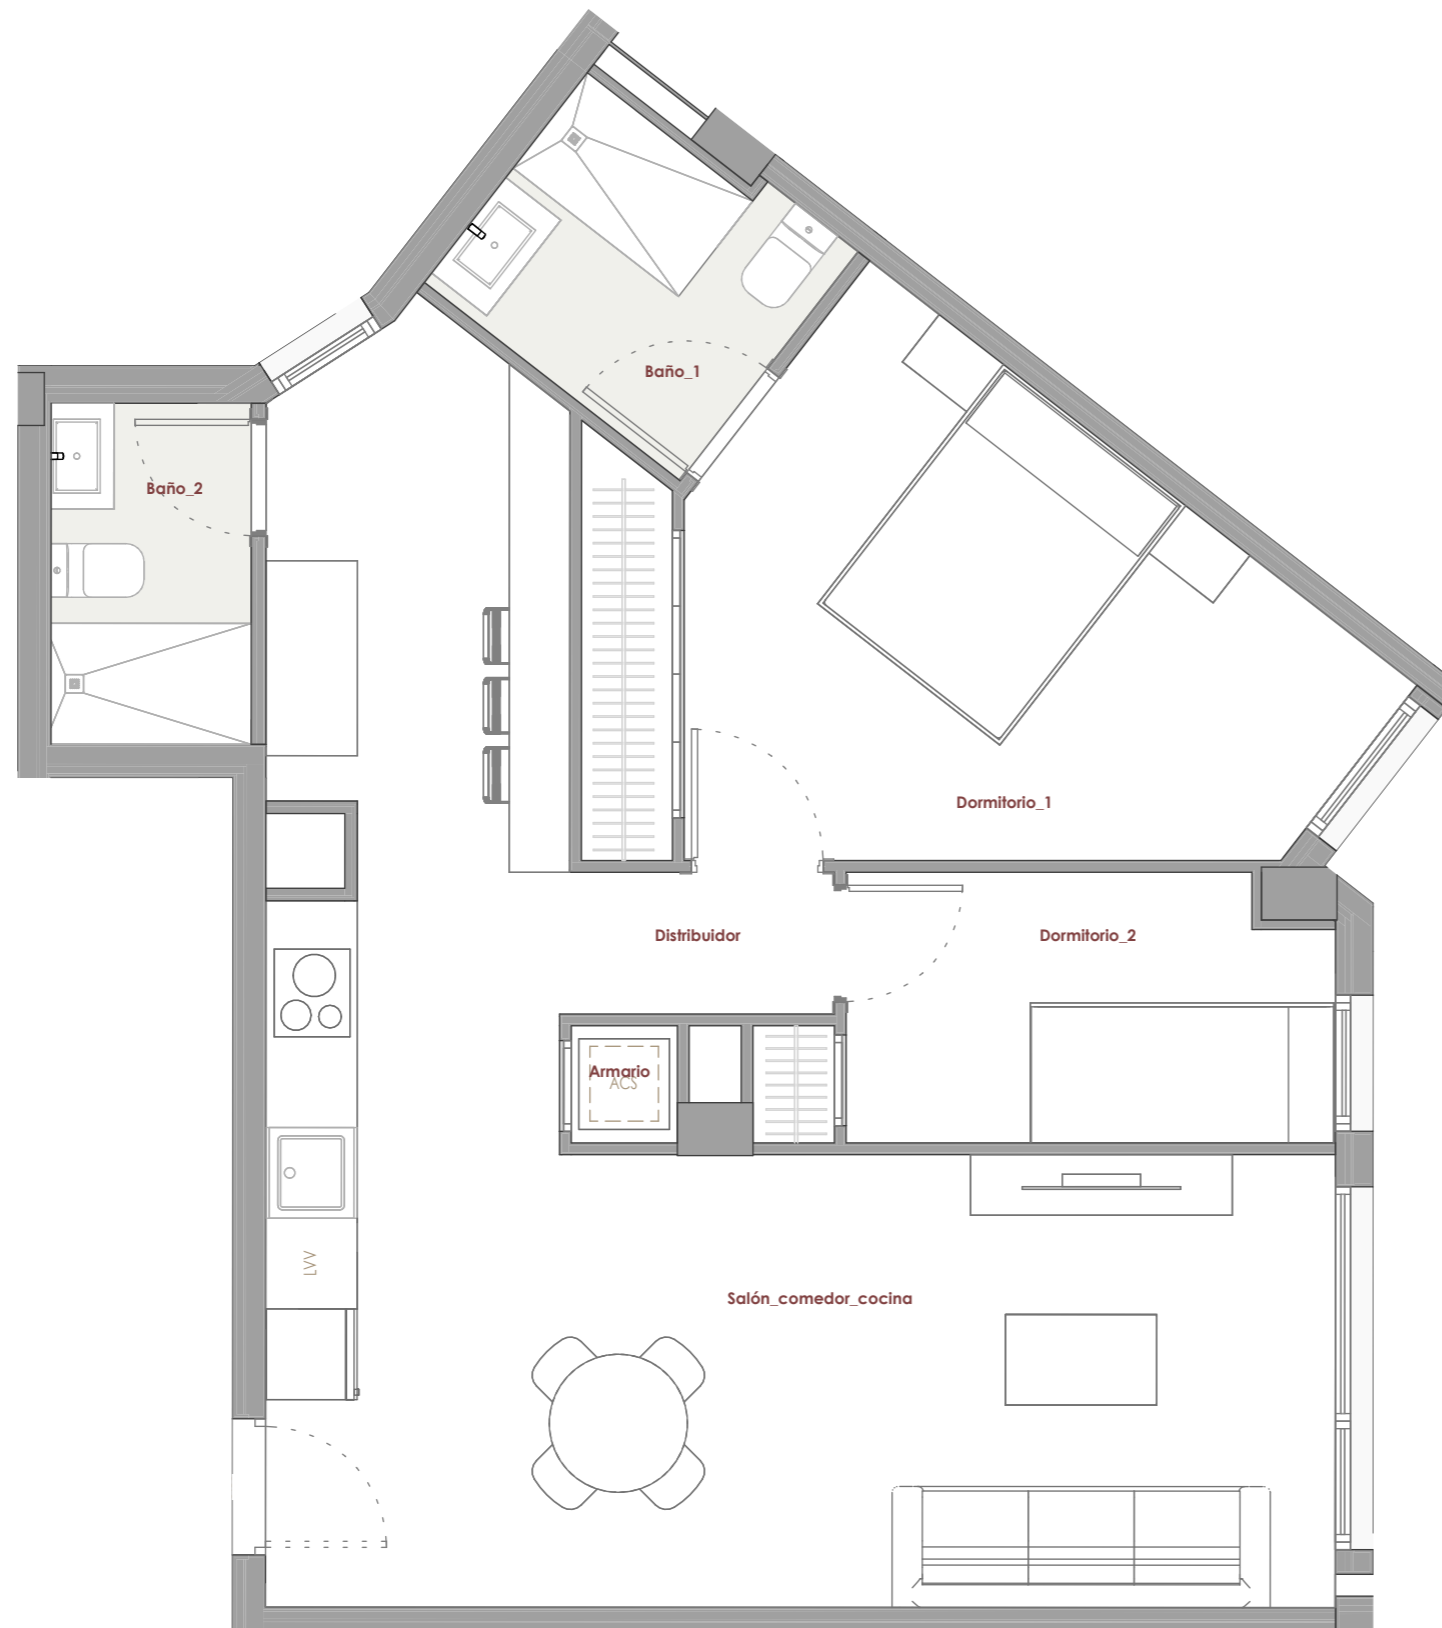 Baño_1
Baño_2
Dormitorio_1
Distribuidor
Dormitorio_2
Armario
ACS
LVV
Salón_comedor_cocina